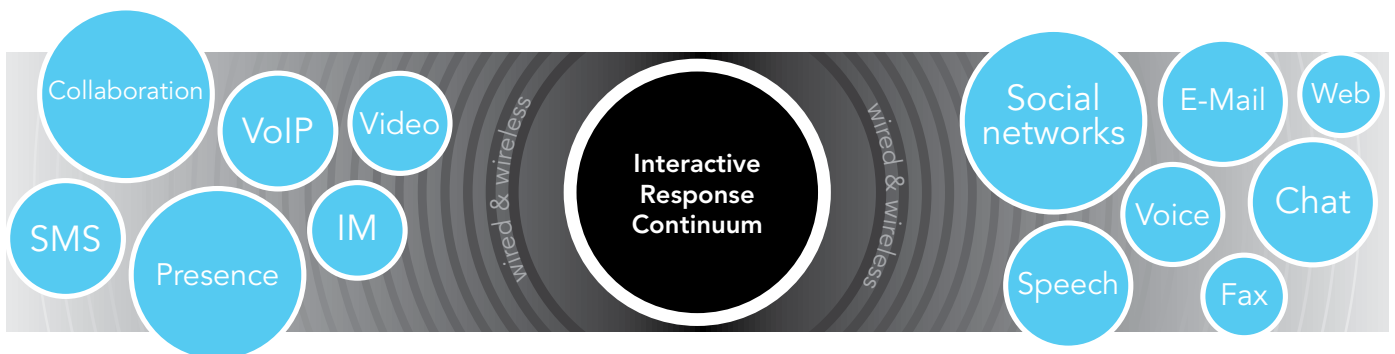 Collaboration
VoIP
Video
SMS
Presence
IM
wired & wireless
Interactive
Response
Continuum
wired & wireless
Social
networks
E-Mail
Web
Voice
Chat
Speech
Fax